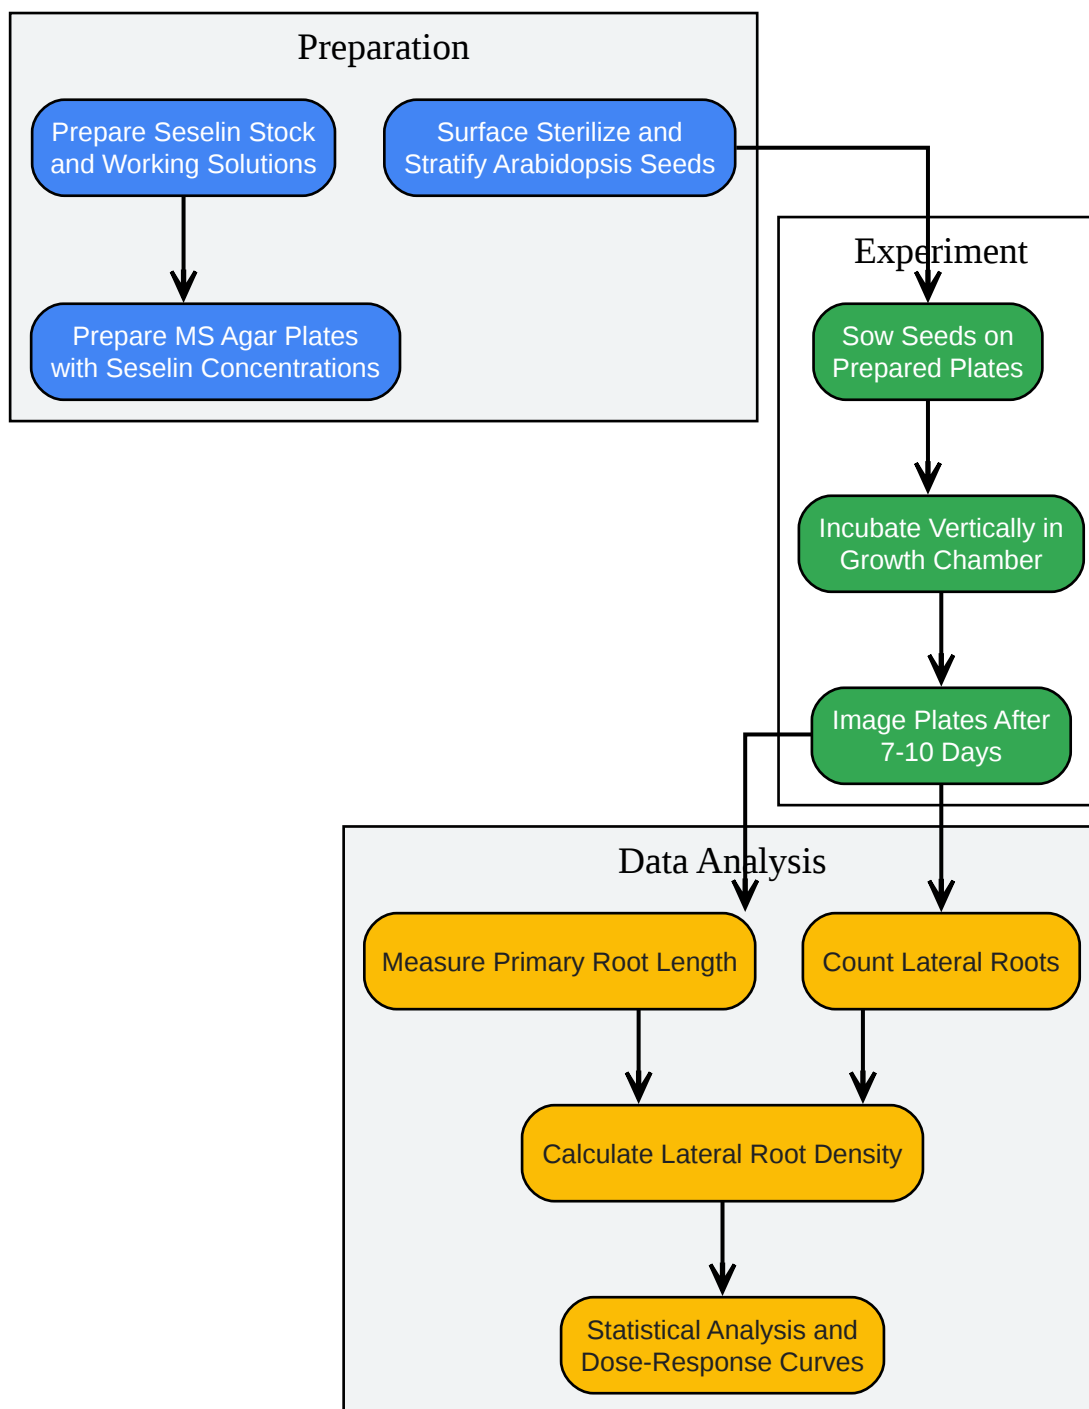 Preparation
Prepare Seselin Stock
and Working Solutions
Surface Sterilize and
Stratify Arabidopsis Seeds
Prepare MS Agar Plates
with Seselin Concentrations
Experiment
Sow Seeds on
Prepared Plates
Incubate Vertically in
Growth Chamber
Image Plates After
7-10 Days
Data Analysis
Measure Primary Root Length
Count Lateral Roots
Calculate Lateral Root Density
Statistical Analysis and
Dose-Response Curves